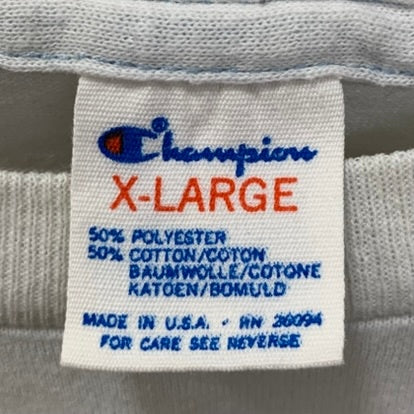 Champion®
X-LARGE
50% POLYESTER
50% COTTON/COTON
BAUMWOLLE/COTONE
KATOEN/BOMULD
MADE IN U.S.A. · RN 26094
FOR CARE SEE REVERSE